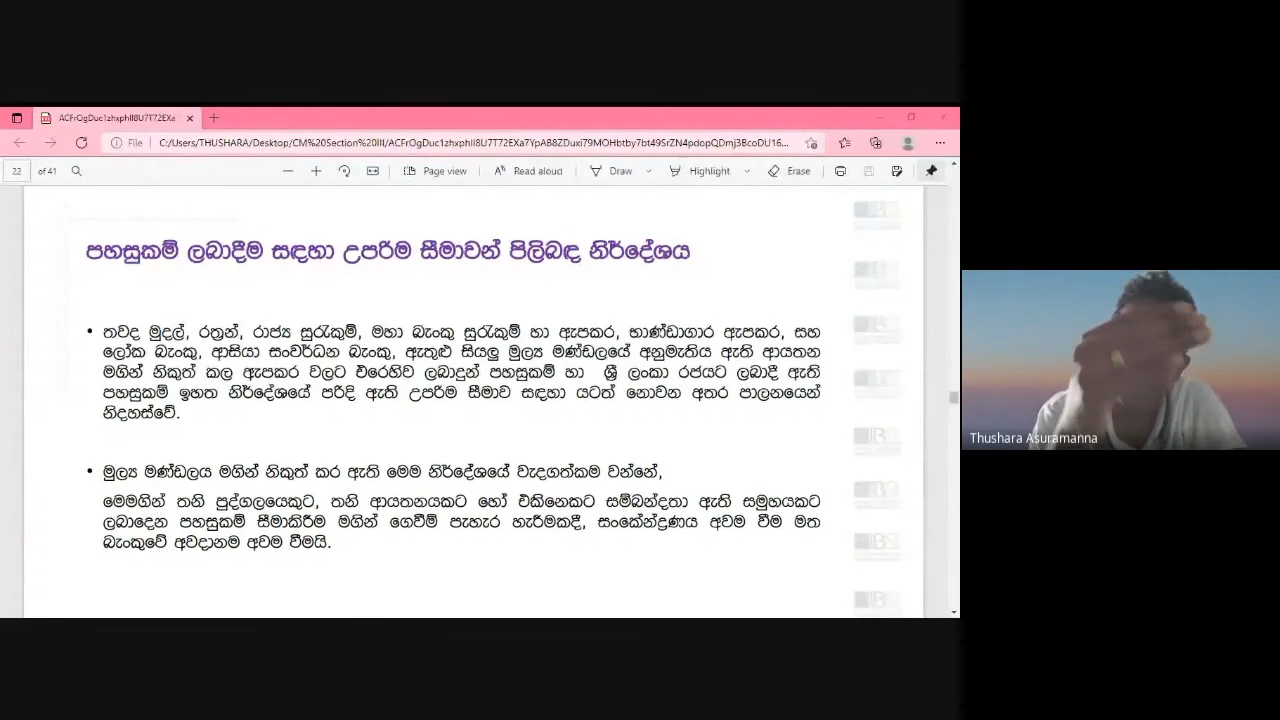 ACFrOgDuc1zhxphII8U7T72EXa
File
C:/Users/THUSHARA/Desktop/CM%20Section%20III/ACFrOgDuc1zhxphII8U7T72EXa7YpAB8ZDuxi79MOHbtby7bt49SrZN4pdopQDmj3BcoDU16...
22 of 41
Page view
Read aloud
Draw
Highlight
Erase
පහසුකම් ලබාදීම සඳහා උපරිම සීමාවන් පිලිබඳ නිර්දේශය
• තවද මුදල්, රත්‍රන්, රාජ්‍ය සුරැකුම්, මහා බැංකු සුරැකුම් හා ඇපකර, භාණ්ඩාගාර ඇපකර, සහ
ලෝක බැංකු, ආසියා සංවර්ධන බැංකු, ඇතුළු සියලු මූල්‍ය මණ්ඩලයේ අනුමැතිය ඇති ආයතන
මගින් නිකුත් කල ඇපකර වලට එරෙහිව ලබාදුන් පහසුකම් හා ශ්‍රී ලංකා රජයට ලබාදී ඇති
පහසුකම් ඉහත නිර්දේශයේ පරිදි ඇති උපරිම සීමාව සඳහා යටත් නොවන අතර පාලනයෙන්
නිදහස්වේ.
• මුල්‍ය මණ්ඩලය මගින් නිකුත් කර ඇති මෙම නිර්දේශයේ වැදගත්කම වන්නේ,
මෙමගින් තනි පුද්ගලයෙකුට, තනි ආයතනයකට හෝ එකිනෙකට සම්බන්දතා ඇති සමුහයකට
ලබාදෙන පහසුකම් සීමාකිරීම මගින් ගෙවීම් පැහැර හැරීමකදී, සංකේන්ද්‍රණය අවම වීම මත
බැංකුවේ අවදානම අවම වීමයි.
Thushara Asuramanna